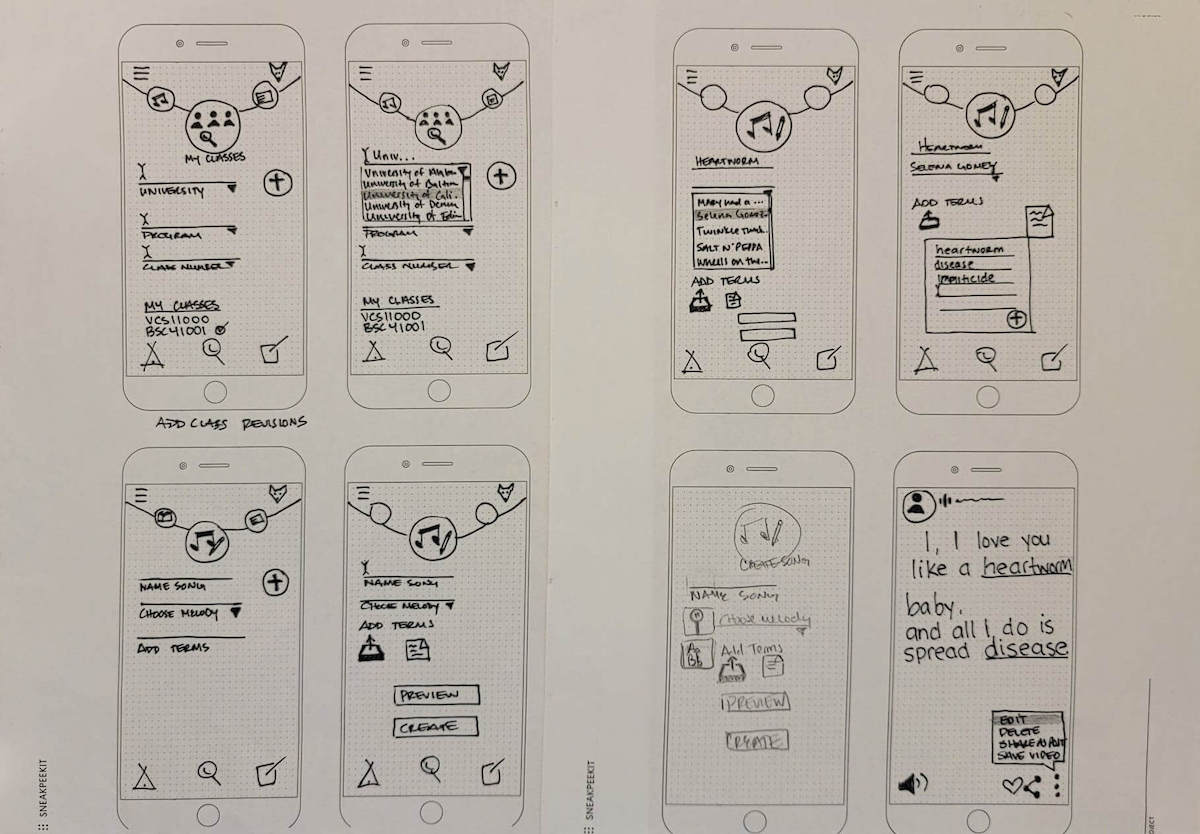 MY CLASSES
UNIVERSITY
PROGRAM
CLASS NUMBER
MY CLASSES
VCS11000
BSC41001
ADD CLASS REVISIONS
Univ...
University of
University of
University of Cali.
University of
University of Edin
PROGRAM
CLASS NUMBER
MY CLASSES
VCS11000
BSC41001
HEARTWORM
MARY had a ...
Selena Gomez.
Twinkle
SALT N' PEPPA
Wheels on the...
ADD TERMS
HEARTWORM
SELENA GOMEZ
ADD TERMS
heartworm
disease
NAME SONG
CHOOSE MELODY
ADD TERMS
NAME SONG
CHOOSE MELODY
ADD TERMS
PREVIEW
CREATE
CREATE SONG
NAME SONG
Choose melody
Aa
Bb
Add Terms
PREVIEW
CREATE
I, I love you
like a heartworm
baby.
and all I do is
spread disease
EDIT
DELETE
SHARE AS POST
SAVE VIDEO
SNEAKPEEKIT
SNEAKPEEKIT